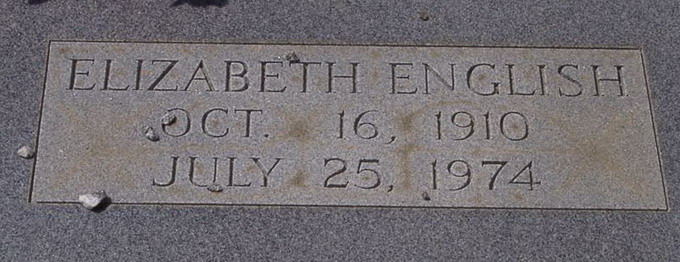 ELIZABETH ENGLISH
OCT. 16, 1910
JULY 25, 1974